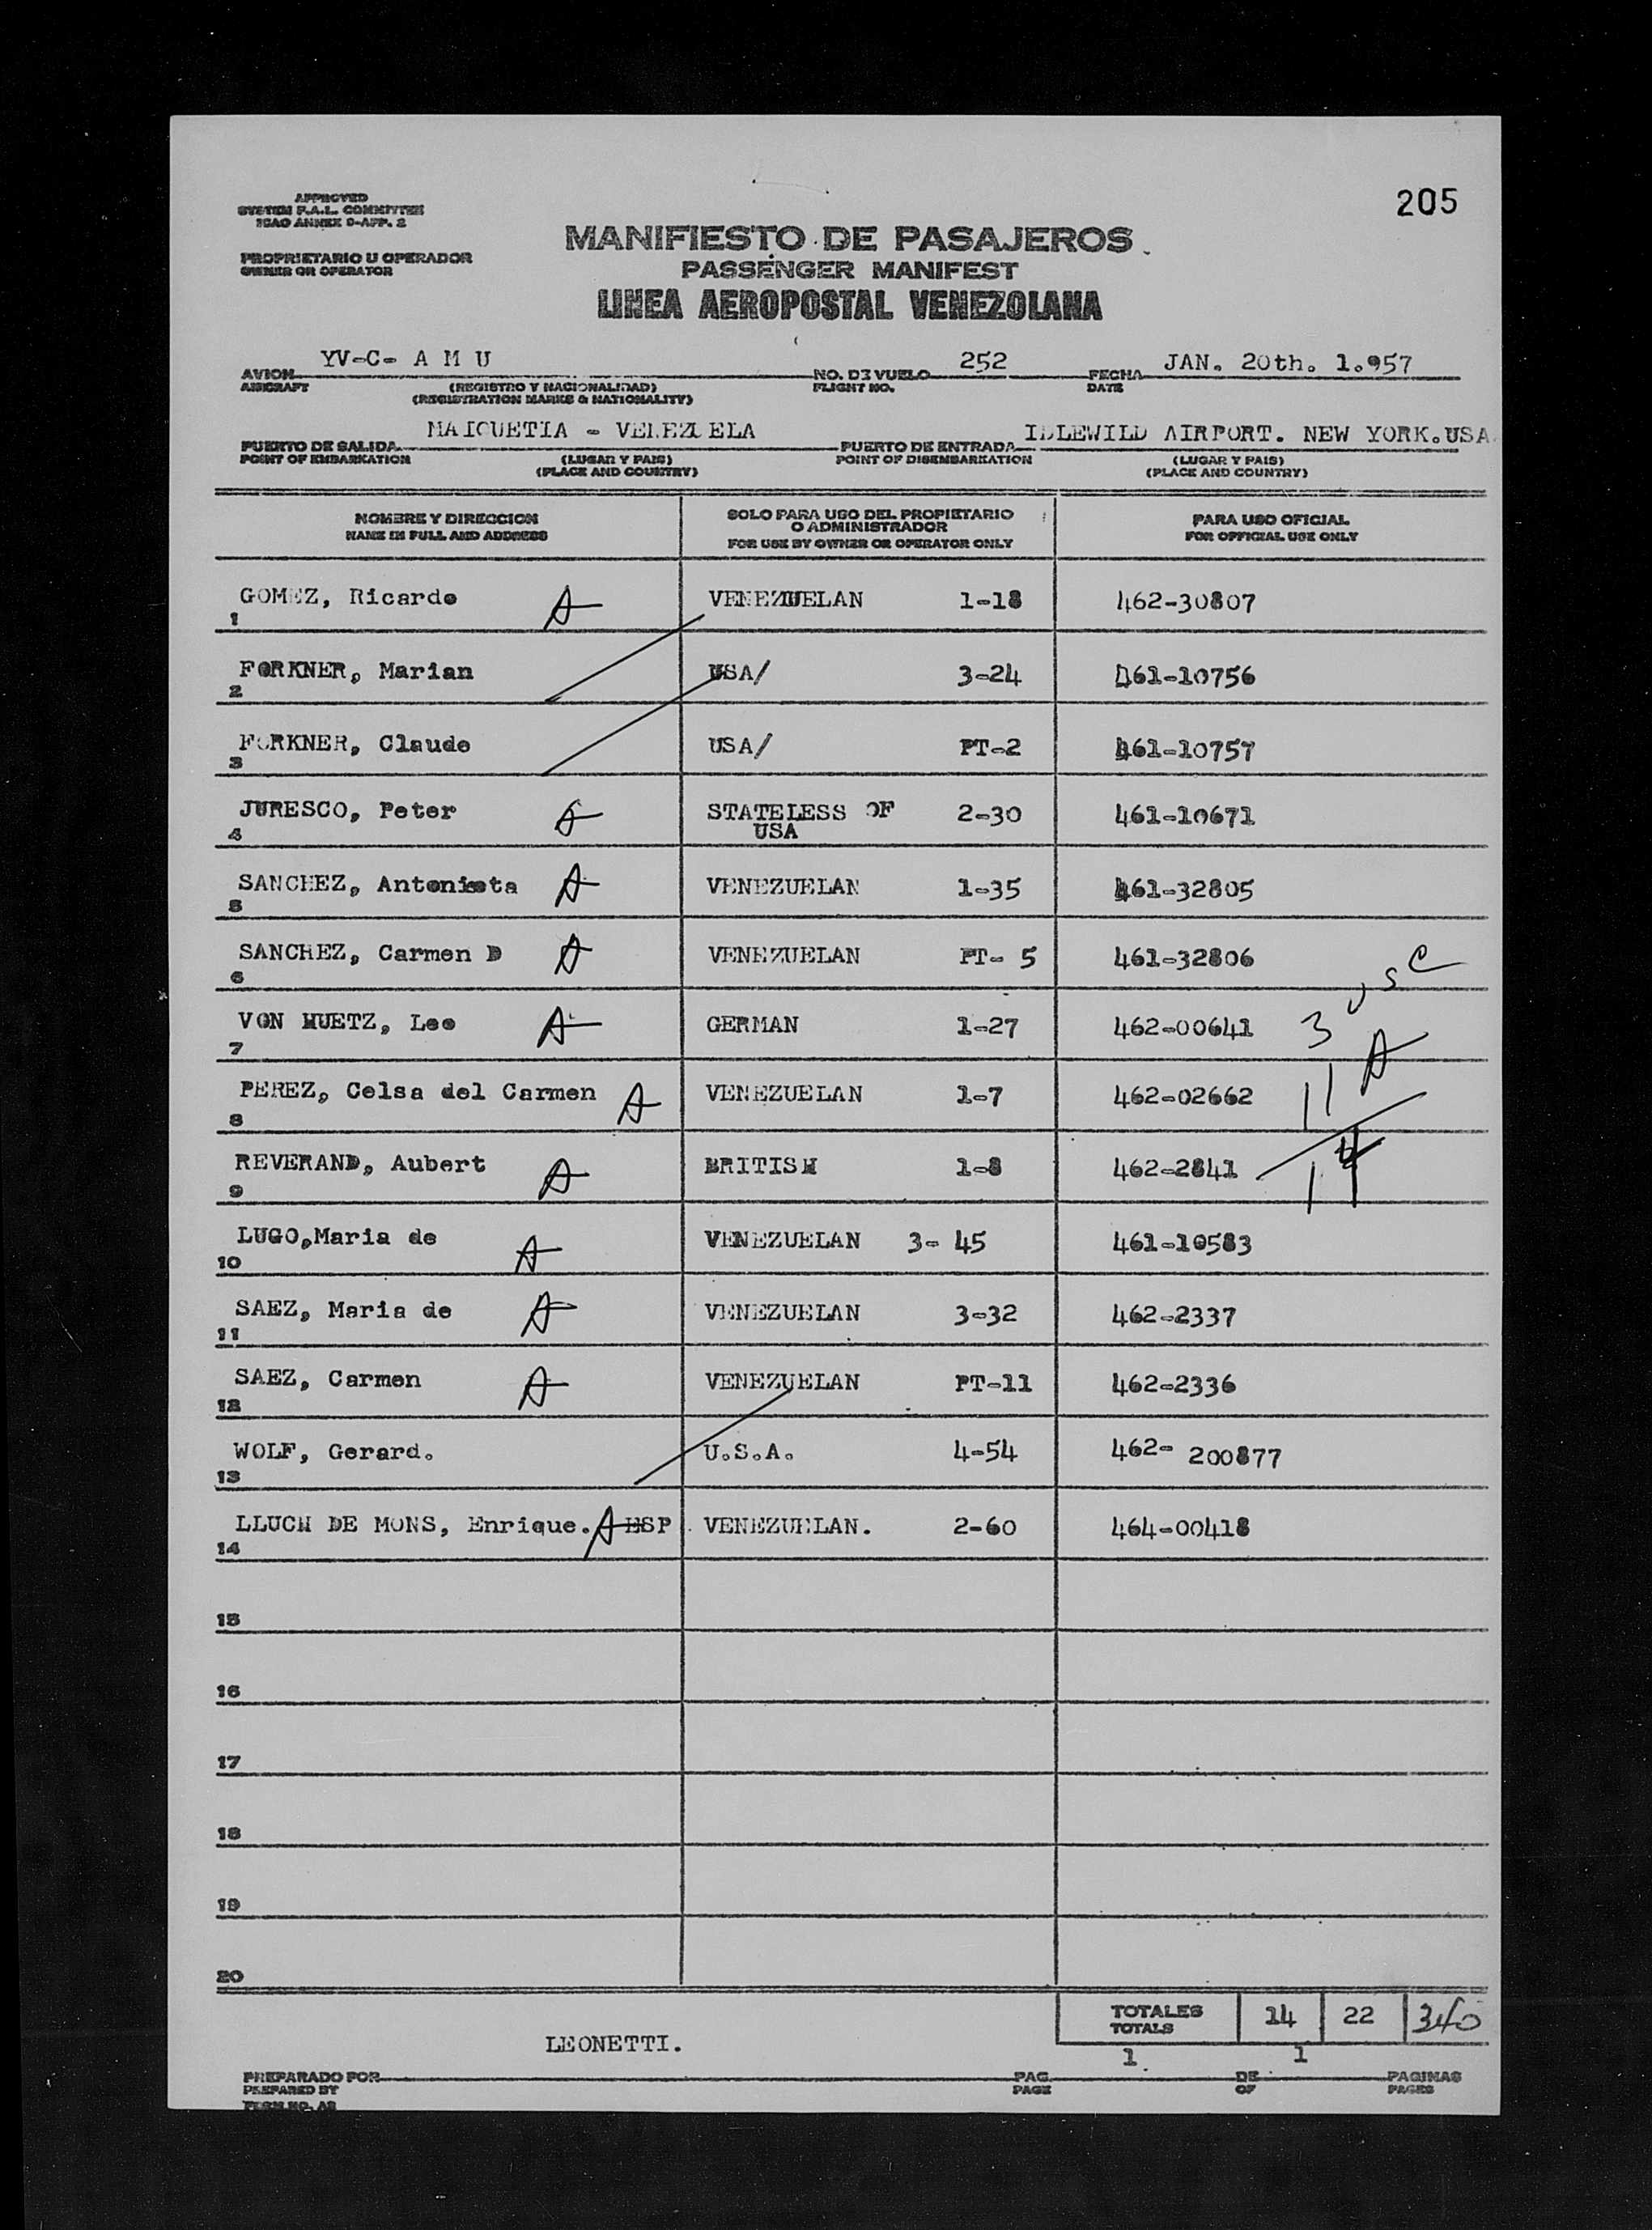 205
APPROVED
SYSTEM F.A.L. COMMITTEE
ICAO ANNEX 9-APP. 2
PROPRIETARIO U OPERADOR
OWNER OR OPERATOR
MANIFIESTO DE PASAJEROS
PASSENGER MANIFEST
LINEA AEROPOSTAL VENEZOLANA
AVION YV-C- A M U NO. DE VUELO 252 FECHA JAN. 20th. 1.957
AIRCRAFT (REGISTRO Y NACIONALIDAD) FLIGHT NO. DATE
(REGISTRATION MARKS & NATIONALITY)
PUERTO DE SALIDA MAIQUETIA - VENEZUELA PUERTO DE ENTRADA IDLEWILD AIRPORT. NEW YORK.USA
POINT OF EMBARKATION (LUGAR Y PAIS) POINT OF DISEMBARKATION (LUGAR Y PAIS)
(PLACE AND COUNTRY) (PLACE AND COUNTRY)
NOMBRE Y DIRECCION
NAME IN FULL AND ADDRESS
SOLO PARA USO DEL PROPIETARIO
O ADMINISTRADOR
FOR USE BY OWNER OR OPERATOR ONLY
PARA USO OFICIAL
FOR OFFICIAL USE ONLY
1 GOMEZ, Ricardo A VENEZUELAN 1-18 462-30807
2 FORKNER, Marian USA/ 3-24 461-10756
3 FORKNER, Claude USA/ PT-2 461-10757
4 JURESCO, Peter A STATELESS OF 2-30 461-10671
USA
5 SANCHEZ, Antonieta A VENEZUELAN 1-35 461-32805
6 SANCHEZ, Carmen D A VENEZUELAN PT- 5 461-32806
7 VON HUETZ, Leo A GERMAN 1-27 462-00641 3 usc
8 PEREZ, Celsa del Carmen A VENEZUELAN 1-7 462-02662 11 A
9 REVERAND, Aubert A BRITISH 1-8 462-2841 14
10 LUGO,Maria de A VENEZUELAN 3- 45 461-10583
11 SAEZ, Maria de A VENEZUELAN 3-32 462-2337
12 SAEZ, Carmen A VENEZUELAN PT-11 462-2336
13 WOLF, Gerard. U.S.A. 4-54 462- 200877
14 LLUCH DE MONS, Enrique. A ESP VENEZUELAN. 2-60 464-00418
15
16
17
18
19
20
TOTALES 14 22 340
TOTALS
LEONETTI.
PREPARADO POR PAG. 1 DE 1 PAGINAS
PREPARED BY PAGE OF PAGES
FORM NO. A2